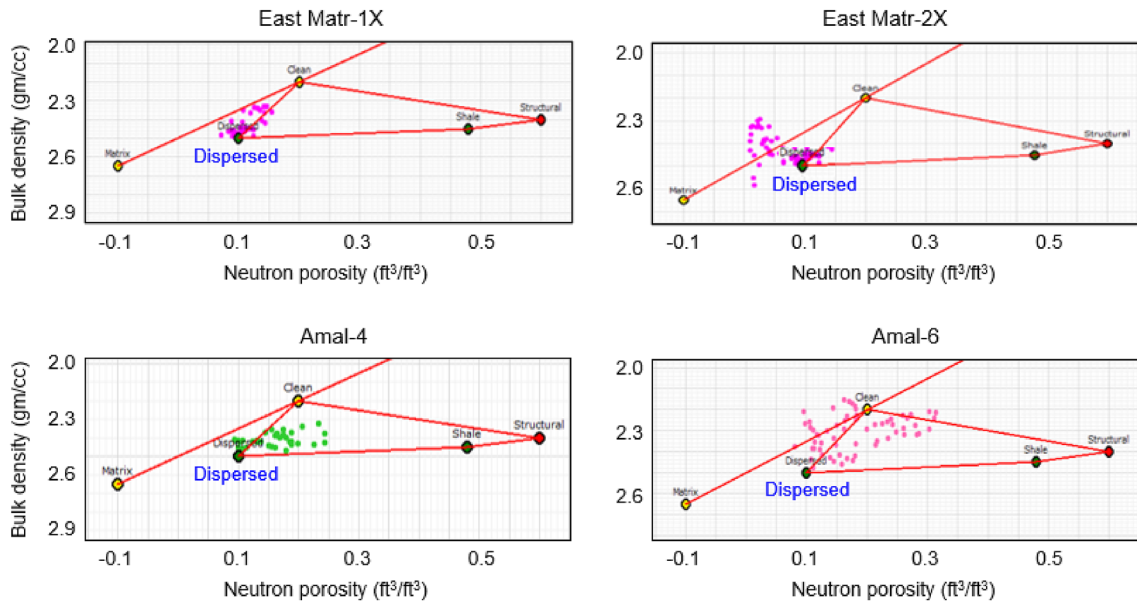 East Matr-1X
Bulk density (gm/cc)
2.0
2.3
2.6
2.9
Clean
Structural
Shale
Dispersed
Dispersed
Matrix
-0.1
0.1
0.3
0.5
Neutron porosity (ft³/ft³)
East Matr-2X
2.0
2.3
2.6
Clean
Structural
Shale
Dispersed
Dispersed
Matrix
-0.1
0.1
0.3
0.5
Neutron porosity (ft³/ft³)
Amal-4
Bulk density (gm/cc)
2.0
2.3
2.6
2.9
Clean
Structural
Shale
Dispersed
Dispersed
Matrix
-0.1
0.1
0.3
0.5
Neutron porosity (ft³/ft³)
Amal-6
2.0
2.3
2.6
Clean
Structural
Shale
Dispersed
Dispersed
Matrix
-0.1
0.1
0.3
0.5
Neutron porosity (ft³/ft³)